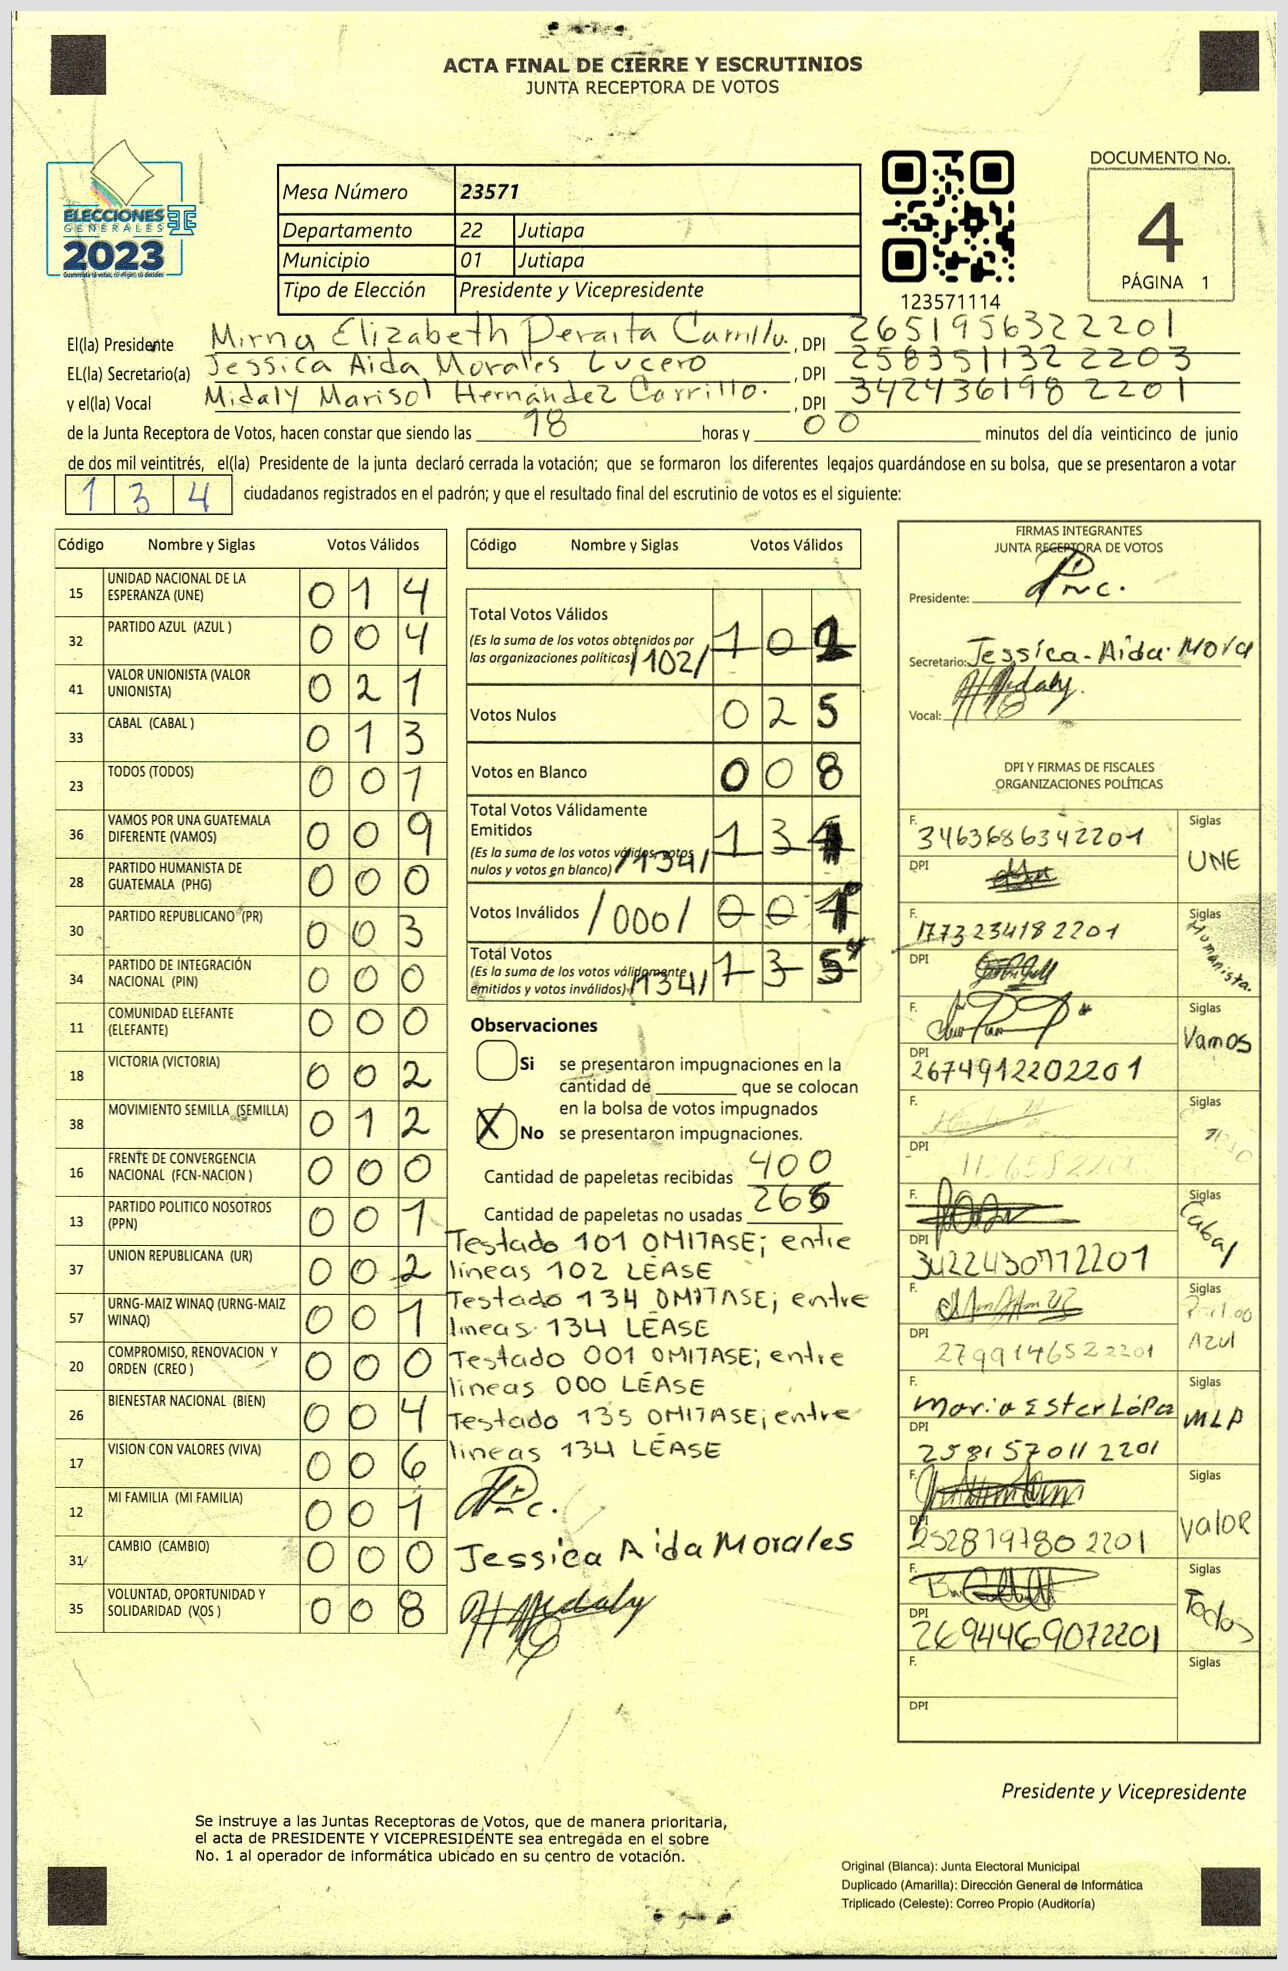 ACTA FINAL DE CIERRE Y ESCRUTINIOS
JUNTA RECEPTORA DE VOTOS
ELECCIONES
GENERALES
2023
Mesa Número 23571
Departamento 22 Jutiapa
Municipio 01 Jutiapa
Tipo de Elección Presidente y Vicepresidente
123571114
DOCUMENTO No.
4
PÁGINA 1
El(la) Presidente Mirna Elizabeth Peraita Carrillo. , DPI 2651956322201
EL(la) Secretario(a) Jessica Aida Morales Lucero , DPI 258351132 2203
y el(la) Vocal Midaly Marisol Hernández Carrillo. , DPI 342436198 2201
de la Junta Receptora de Votos, hacen constar que siendo las 18 horas y 00 minutos del día veinticinco de junio
de dos mil veintitrés, el(la) Presidente de la junta declaró cerrada la votación; que se formaron los diferentes legajos guardándose en su bolsa, que se presentaron a votar
1 3 4 ciudadanos registrados en el padrón; y que el resultado final del escrutinio de votos es el siguiente:
Código Nombre y Siglas Votos Válidos
15 UNIDAD NACIONAL DE LA ESPERANZA (UNE) 0 1 4
32 PARTIDO AZUL (AZUL ) 0 0 4
41 VALOR UNIONISTA (VALOR UNIONISTA) 0 2 1
33 CABAL (CABAL ) 0 1 3
23 TODOS (TODOS) 0 0 1
36 VAMOS POR UNA GUATEMALA DIFERENTE (VAMOS) 0 0 9
28 PARTIDO HUMANISTA DE GUATEMALA (PHG) 0 0 0
30 PARTIDO REPUBLICANO (PR) 0 0 3
34 PARTIDO DE INTEGRACIÓN NACIONAL (PIN) 0 0 0
11 COMUNIDAD ELEFANTE (ELEFANTE) 0 0 0
18 VICTORIA (VICTORIA) 0 0 2
38 MOVIMIENTO SEMILLA (SEMILLA) 0 1 2
16 FRENTE DE CONVERGENCIA NACIONAL (FCN-NACION ) 0 0 0
13 PARTIDO POLITICO NOSOTROS (PPN) 0 0 1
37 UNION REPUBLICANA (UR) 0 0 2
57 URNG-MAIZ WINAQ (URNG-MAIZ WINAQ) 0 0 1
20 COMPROMISO, RENOVACION Y ORDEN (CREO ) 0 0 0
26 BIENESTAR NACIONAL (BIEN) 0 0 4
17 VISION CON VALORES (VIVA) 0 0 6
12 MI FAMILIA (MI FAMILIA) 0 0 1
31 CAMBIO (CAMBIO) 0 0 0
35 VOLUNTAD, OPORTUNIDAD Y SOLIDARIDAD (VOS ) 0 0 8
Código Nombre y Siglas Votos Válidos
Total Votos Válidos
(Es la suma de los votos obtenidos por
las organizaciones políticas) /102/ 1 0
Votos Nulos 0 2 5
Votos en Blanco 0 0 8
Total Votos Válidamente
Emitidos
(Es la suma de los votos válidos, votos
nulos y votos en blanco) /134/ 1 3
Votos Inválidos /000/ 0 0
Total Votos
(Es la suma de los votos válidamente
emitidos y votos inválidos) /134/ 1 3 5
Observaciones
Si se presentaron impugnaciones en la
cantidad de ________ que se colocan
en la bolsa de votos impugnados
X No se presentaron impugnaciones.
Cantidad de papeletas recibidas 400
Cantidad de papeletas no usadas 266
Testado 101 OMITASE; entre
líneas 102 LÉASE
Testado 134 OMITASE; entre
lineas 134 LÉASE
Testado 001 OMITASE; entre
líneas 000 LÉASE
Testado 135 OMITASE; entre
lineas 134 LÉASE
Jessica Aida Morales
Midaly
FIRMAS INTEGRANTES
JUNTA RECEPTORA DE VOTOS
Presidente:
Secretario: Jessica-Aida-Mora
Vocal: Midaly.
DPI Y FIRMAS DE FISCALES
ORGANIZACIONES POLÍTICAS
F. 3463686342201 Siglas
DPI UNE
F. 1773234182201 Siglas
DPI Humanista.
F. Siglas
DPI 2674912202201 Vamos
F. Siglas
DPI
F. Siglas
DPI 3422430772201 Cabal
F. Siglas
DPI 2799146522201 Azul
F. Maria Ester López Siglas
DPI 2581570112201 MLP
F. Siglas
DPI 2528797802201 Valor
F. Siglas
DPI 2694469072201 Todos
F. Siglas
DPI
Presidente y Vicepresidente
Se instruye a las Juntas Receptoras de Votos, que de manera prioritaria,
el acta de PRESIDENTE Y VICEPRESIDENTE sea entregada en el sobre
No. 1 al operador de informática ubicado en su centro de votación.
Original (Blanca): Junta Electoral Municipal
Duplicado (Amarilla): Dirección General de Informática
Triplicado (Celeste): Correo Propio (Auditoría)